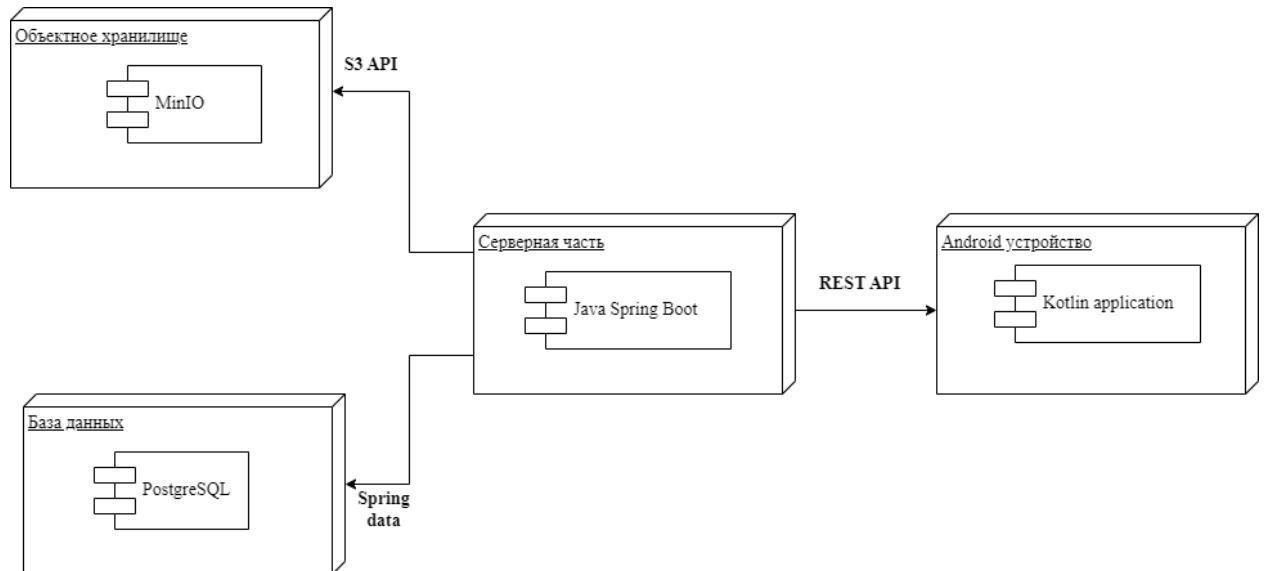 Объектное хранилище
MinIO
S3 API
Серверная часть
Java Spring Boot
REST API
Android устройство
Kotlin application
База данных
PostgreSQL
Spring
data